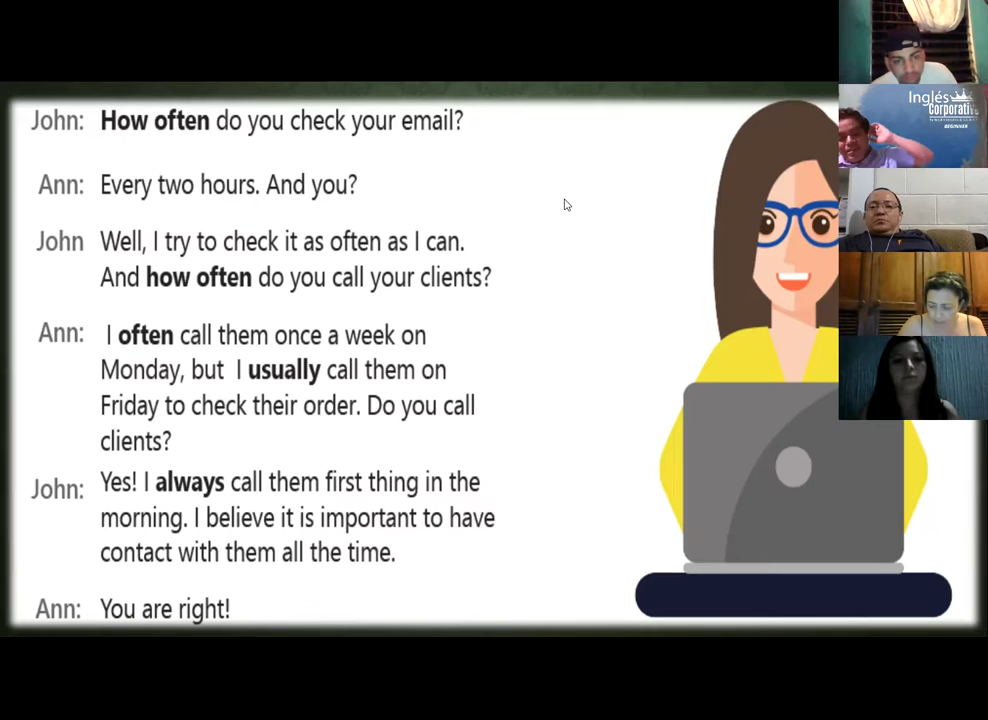 John: How often do you check your email?
Ann: Every two hours. And you?
John Well, I try to check it as often as I can.
And how often do you call your clients?
Ann: I often call them once a week on
Monday, but I usually call them on
Friday to check their order. Do you call
clients?
John: Yes! I always call them first thing in the
morning. I believe it is important to have
contact with them all the time.
Ann: You are right!
Inglés
Corporativ
BEGINNER